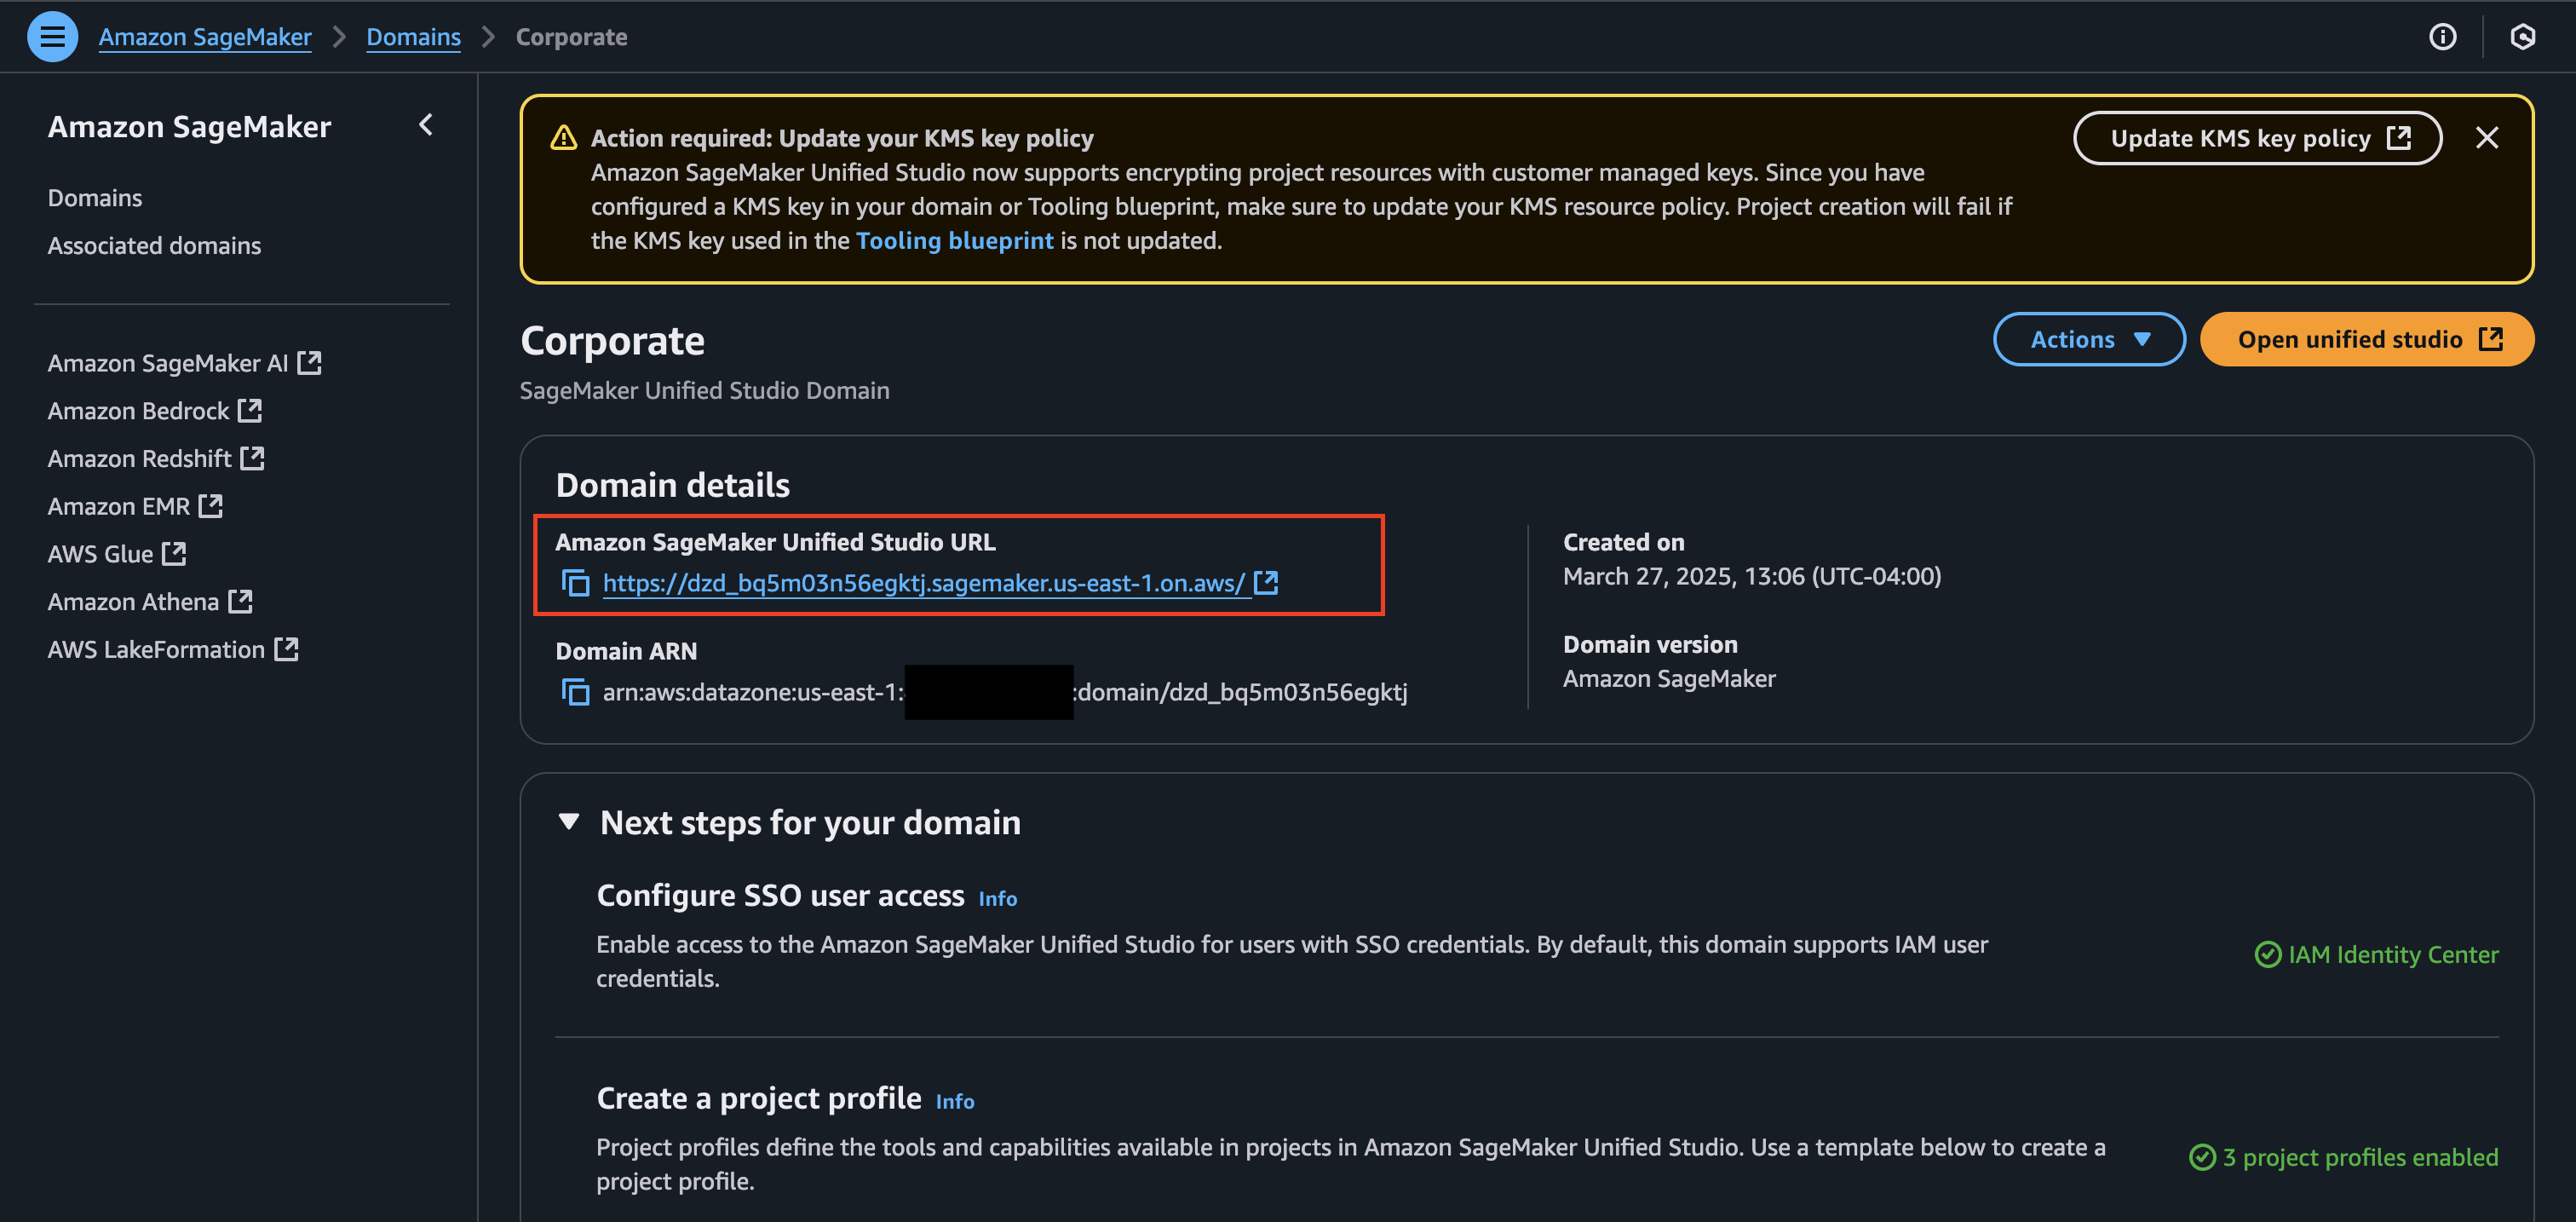 Amazon SageMaker > Domains > Corporate
Amazon SageMaker
Domains
Associated domains
Amazon SageMaker AI
Amazon Bedrock
Amazon Redshift
Amazon EMR
AWS Glue
Amazon Athena
AWS LakeFormation
Action required: Update your KMS key policy
Amazon SageMaker Unified Studio now supports encrypting project resources with customer managed keys. Since you have
configured a KMS key in your domain or Tooling blueprint, make sure to update your KMS resource policy. Project creation will fail if
the KMS key used in the Tooling blueprint is not updated.
Update KMS key policy
Corporate
SageMaker Unified Studio Domain
Actions
Open unified studio
Domain details
Amazon SageMaker Unified Studio URL
https://dzd_bq5m03n56egktj.sagemaker.us-east-1.on.aws/
Domain ARN
arn:aws:datazone:us-east-1: :domain/dzd_bq5m03n56egktj
Created on
March 27, 2025, 13:06 (UTC-04:00)
Domain version
Amazon SageMaker
Next steps for your domain
Configure SSO user access Info
Enable access to the Amazon SageMaker Unified Studio for users with SSO credentials. By default, this domain supports IAM user
credentials.
IAM Identity Center
Create a project profile Info
Project profiles define the tools and capabilities available in projects in Amazon SageMaker Unified Studio. Use a template below to create a
project profile.
3 project profiles enabled